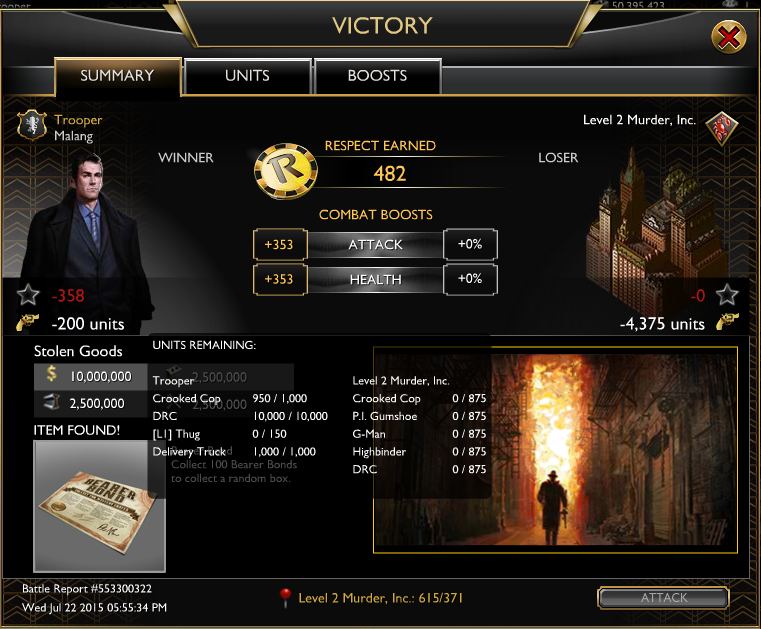 50,395,423
VICTORY
SUMMARY
UNITS
BOOSTS
Trooper
Malang
Level 2 Murder, Inc.
WINNER
RESPECT EARNED
482
LOSER
COMBAT BOOSTS
+353 ATTACK +0%
+353 HEALTH +0%
-358
-0
-200 units
-4,375 units
Stolen Goods
10,000,000
2,500,000
ITEM FOUND!
UNITS REMAINING:
2,500,000
2,500,000
Trooper
Crooked Cop 950 / 1,000
DRC 10,000 / 10,000
[L1] Thug 0 / 150
Delivery Truck 1,000 / 1,000
Collect 100 Bearer Bonds
to collect a random box.
Level 2 Murder, Inc.
Crooked Cop 0 / 875
P.I. Gumshoe 0 / 875
G-Man 0 / 875
Highbinder 0 / 875
DRC 0 / 875
BEARER
BOND
Battle Report #553300322
Wed Jul 22 2015 05:55:34 PM
Level 2 Murder, Inc.: 615/371
ATTACK